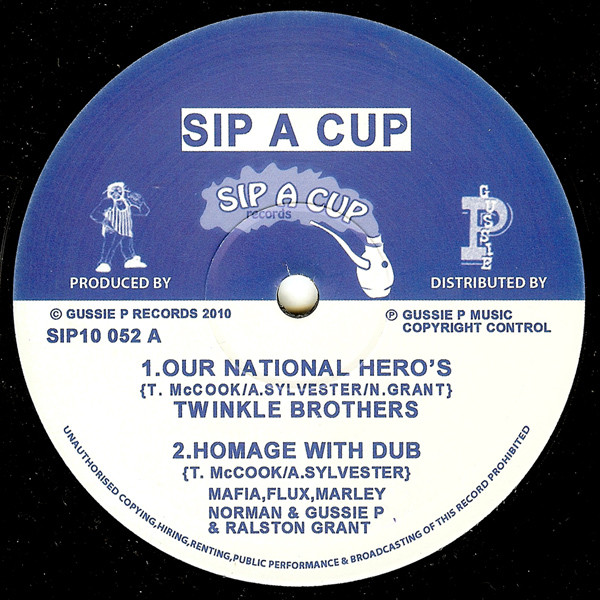 SIP A CUP
SIP A CUP
records
GUSSIE
P
PRODUCED BY
DISTRIBUTED BY
© GUSSIE P RECORDS 2010
SIP10 052 A
℗ GUSSIE P MUSIC
COPYRIGHT CONTROL
1.OUR NATIONAL HERO'S
{T. McCOOK/A.SYLVESTER/N.GRANT}
TWINKLE BROTHERS
2.HOMAGE WITH DUB
{T. McCOOK/A.SYLVESTER}
MAFIA,FLUX,MARLEY
NORMAN & GUSSIE P
& RALSTON GRANT
UNAUTHORISED COPYING,HIRING,RENTING,PUBLIC PERFORMANCE & BROADCASTING OF THIS RECORD PROHIBITED